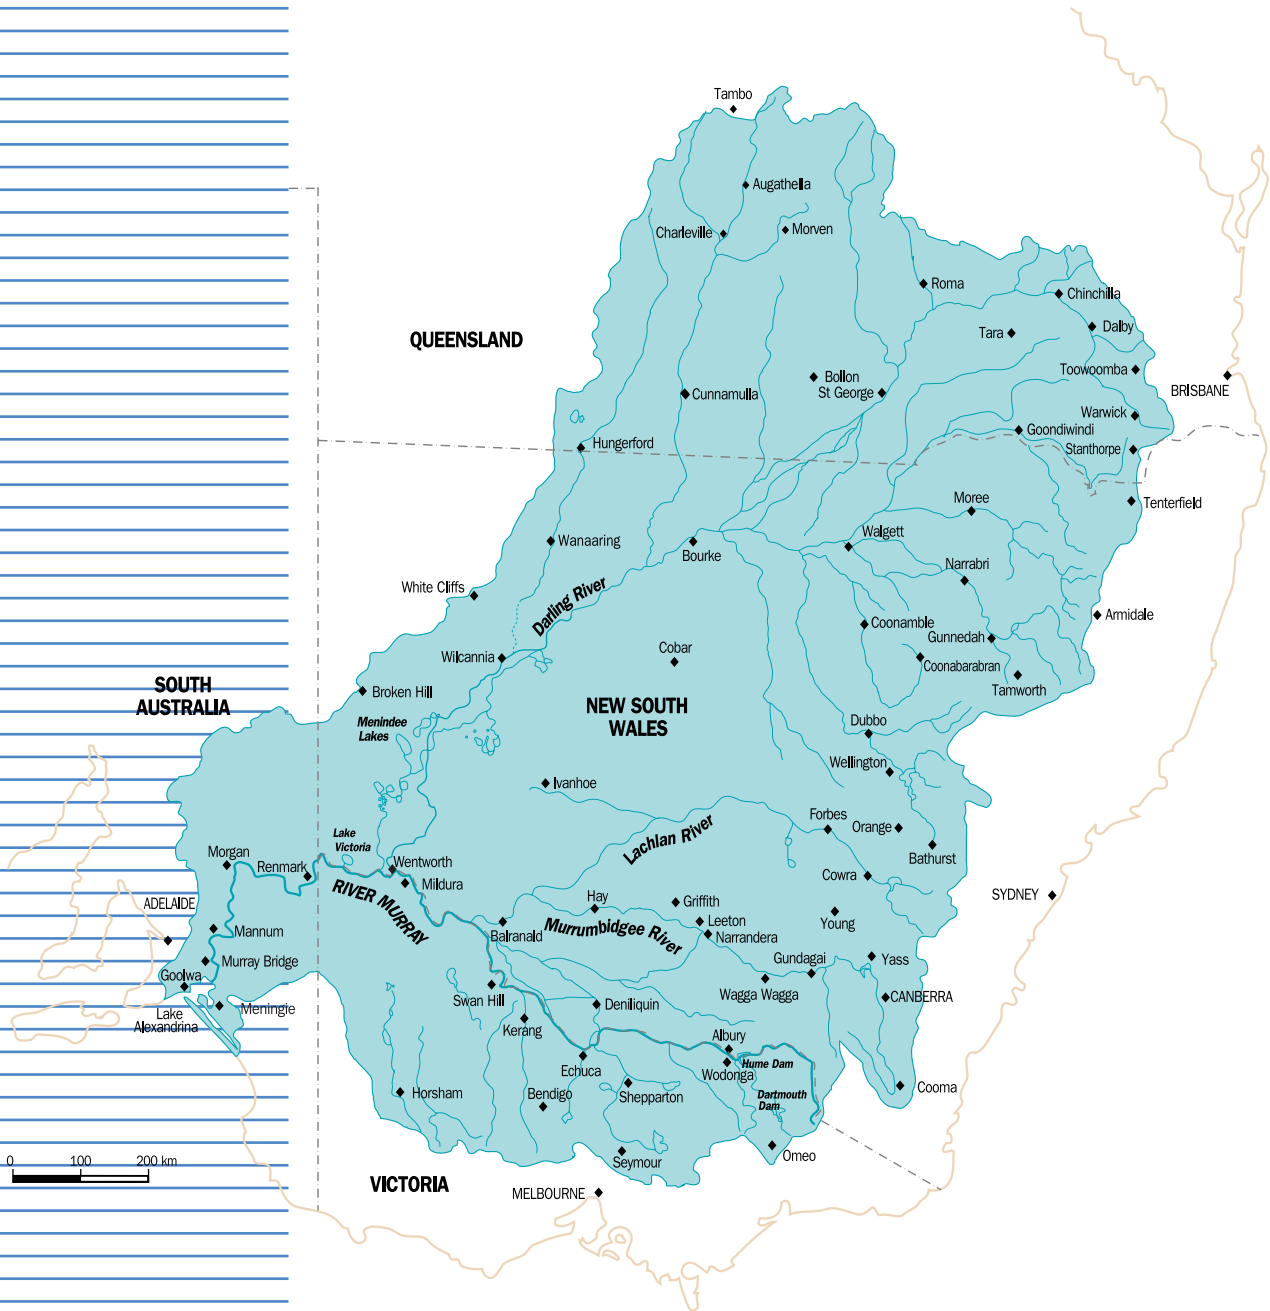 Tambo
Augathella
Charleville
Morven
Roma
Chinchilla
Dalby
Tara
QUEENSLAND
Toowoomba
Bollon
BRISBANE
Cunnamulla
St George
Warwick
Goondiwindi
Hungerford
Stanthorpe
Moree
Tenterfield
Walgett
Wanaaring
Bourke
Narrabri
White Cliffs
Darling River
Armidale
Coonamble
Gunnedah
Cobar
Wilcannia
Coonabarabran
SOUTH
AUSTRALIA
Broken Hill
Tamworth
NEW SOUTH
WALES
Menindee
Lakes
Dubbo
Wellington
Ivanhoe
Forbes
Orange
Lachlan River
Lake
Victoria
Bathurst
Morgan
Renmark
Wentworth
Mildura
Cowra
RIVER MURRAY
Hay
Griffith
SYDNEY
ADELAIDE
Leeton
Young
Mannum
Balranald
Murrumbidgee River
Narrandera
Gundagai
Yass
Murray Bridge
Goolwa
Swan Hill
Wagga Wagga
CANBERRA
Meningie
Lake
Alexandrina
Deniliquin
Kerang
Albury
Hume Dam
Echuca
Wodonga
Cooma
Horsham
Bendigo
Shepparton
Dartmouth
Dam
Omeo
Seymour
0 100 200 km
VICTORIA
MELBOURNE